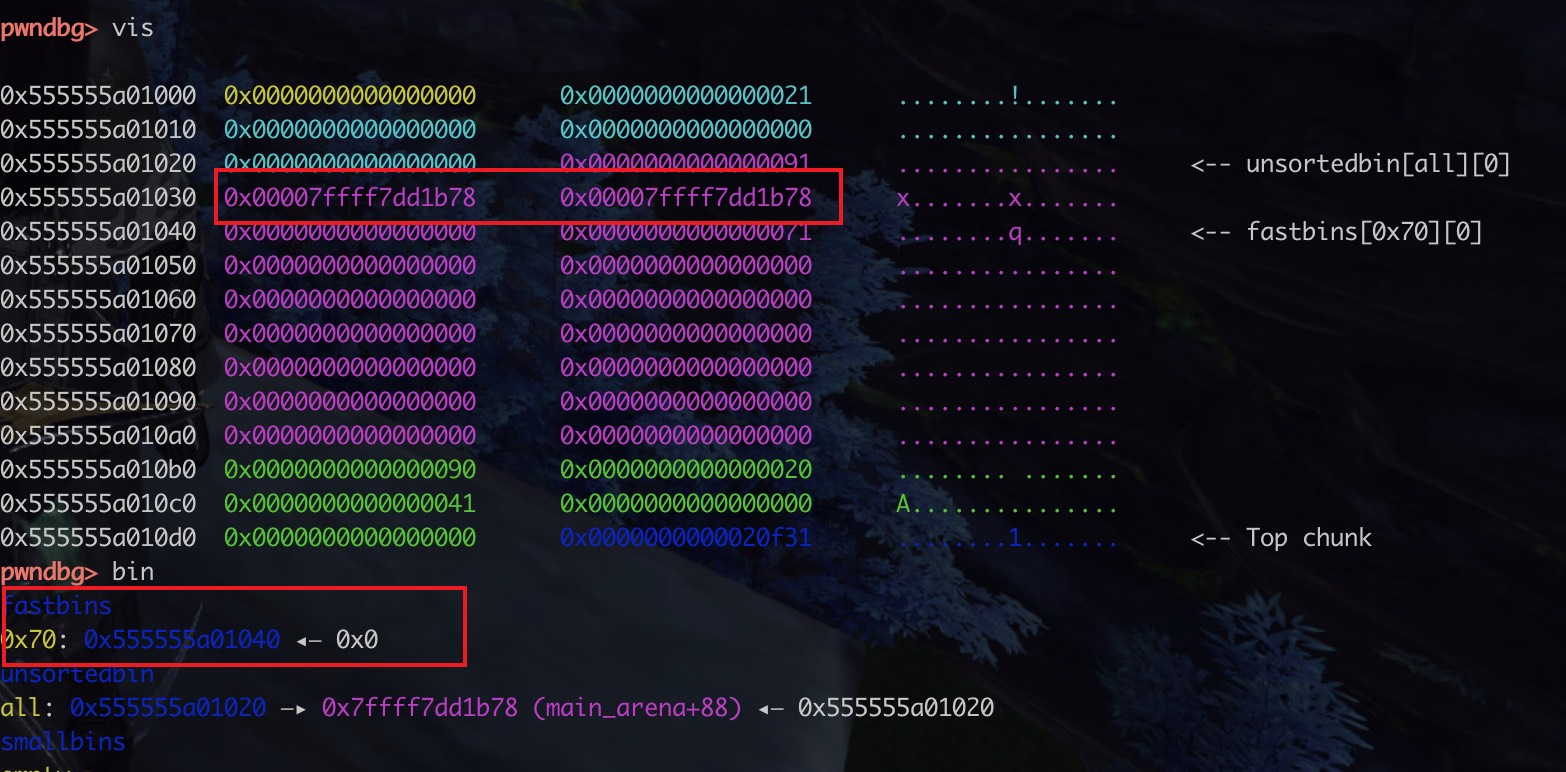 pwndbg> vis
0x555555a01000 0x0000000000000000 0x0000000000000021 ........!.......
0x555555a01010 0x0000000000000000 0x0000000000000000 ................
0x555555a01020 0x0000000000000000 0x0000000000000091 ................ <-- unsortedbin[all][0]
0x555555a01030 0x00007ffff7dd1b78 0x00007ffff7dd1b78 x.......x.......
0x555555a01040 0x0000000000000000 0x0000000000000071 ........q....... <-- fastbins[0x70][0]
0x555555a01050 0x0000000000000000 0x0000000000000000 ................
0x555555a01060 0x0000000000000000 0x0000000000000000 ................
0x555555a01070 0x0000000000000000 0x0000000000000000 ................
0x555555a01080 0x0000000000000000 0x0000000000000000 ................
0x555555a01090 0x0000000000000000 0x0000000000000000 ................
0x555555a010a0 0x0000000000000000 0x0000000000000000 ................
0x555555a010b0 0x0000000000000090 0x0000000000000020 ........ .......
0x555555a010c0 0x0000000000000041 0x0000000000000000 A...............
0x555555a010d0 0x0000000000000000 0x0000000000020f31 ........1....... <-- Top chunk
pwndbg> bin
fastbins
0x70: 0x555555a01040 ◂— 0x0
unsortedbin
all: 0x555555a01020 —▸ 0x7ffff7dd1b78 (main_arena+88) ◂— 0x555555a01020
smallbins